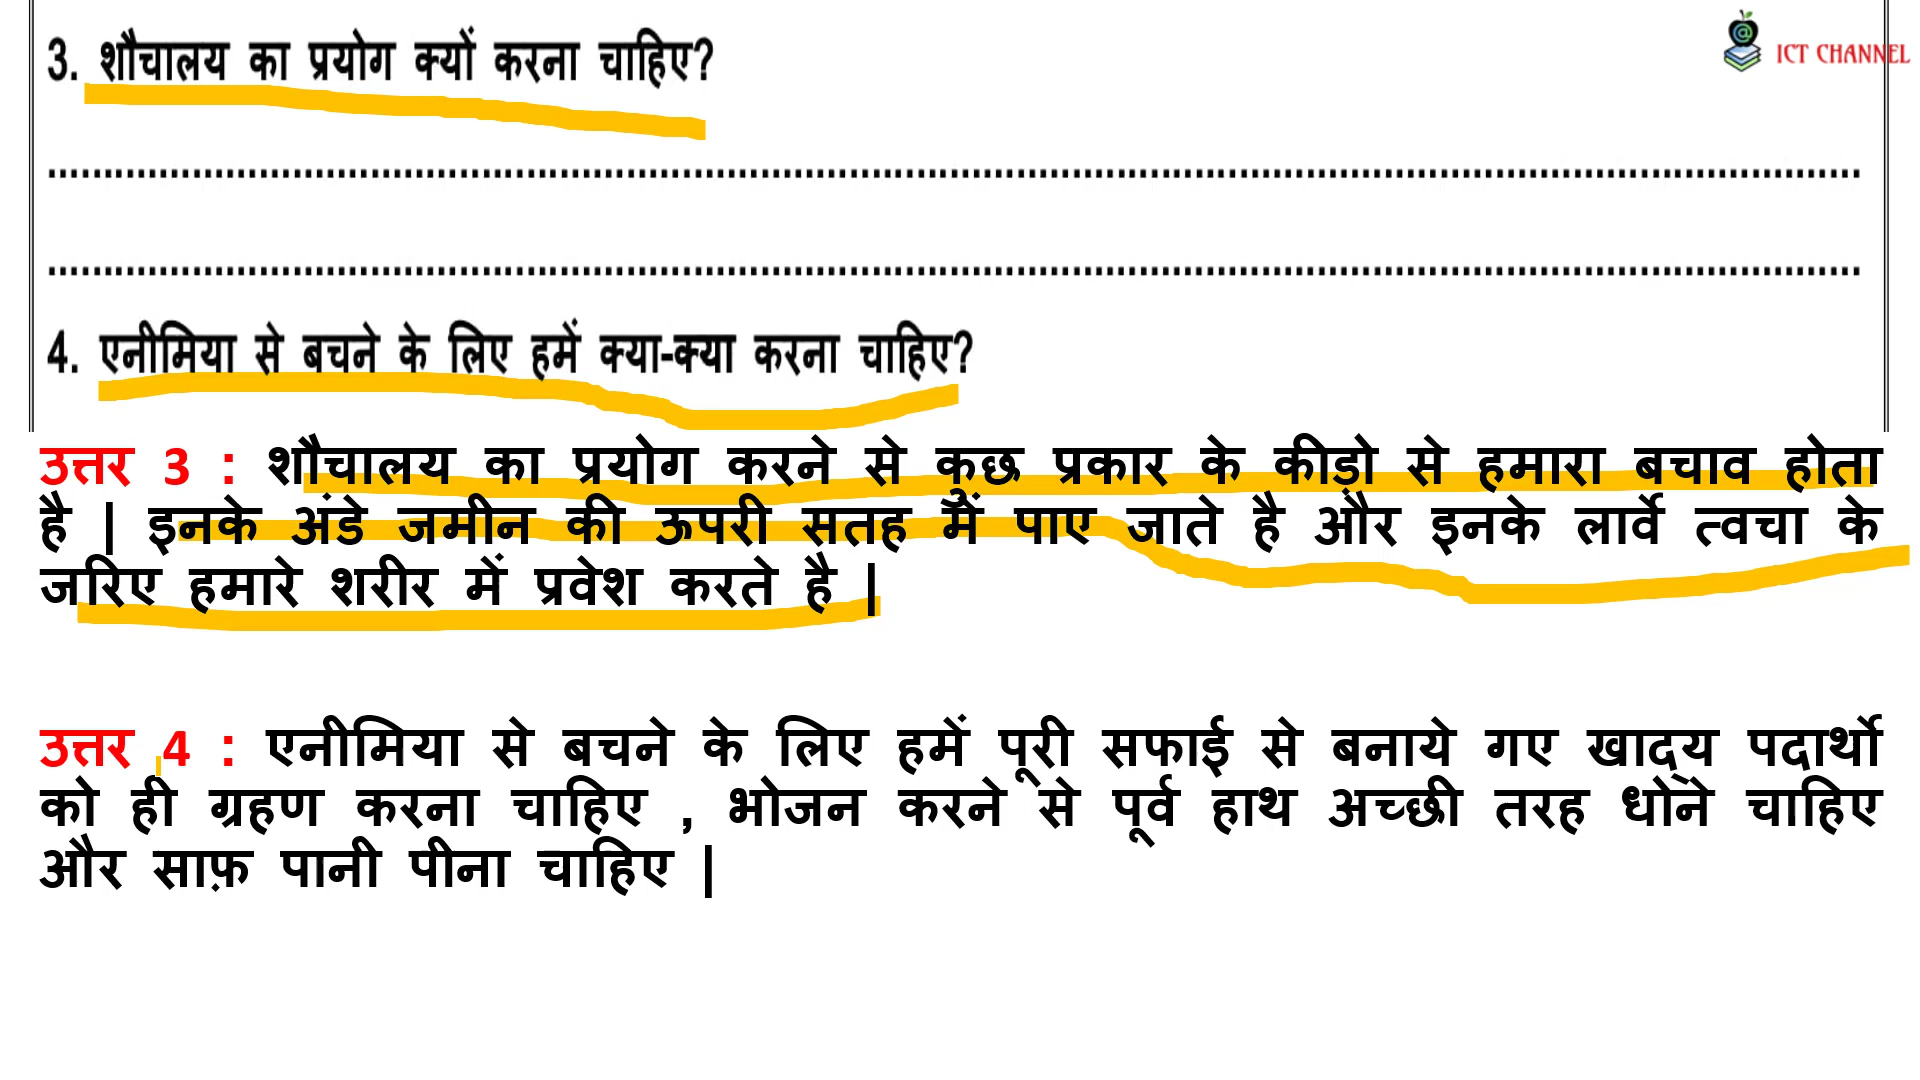 3. शौचालय का प्रयोग क्यों करना चाहिए?
ICT CHANNEL
4. एनीमिया से बचने के लिए हमें क्या-क्या करना चाहिए?
उत्तर 3 : शौचालय का प्रयोग करने से कुछ प्रकार के कीड़ो से हमारा बचाव होता
है | इनके अंडे जमीन की ऊपरी सतह में पाए जाते है और इनके लार्वे त्वचा के
जरिए हमारे शरीर में प्रवेश करते है |
उत्तर 4 : एनीमिया से बचने के लिए हमें पूरी सफाई से बनाये गए खाद्य पदार्थो
को ही ग्रहण करना चाहिए , भोजन करने से पूर्व हाथ अच्छी तरह धोने चाहिए
और साफ़ पानी पीना चाहिए |